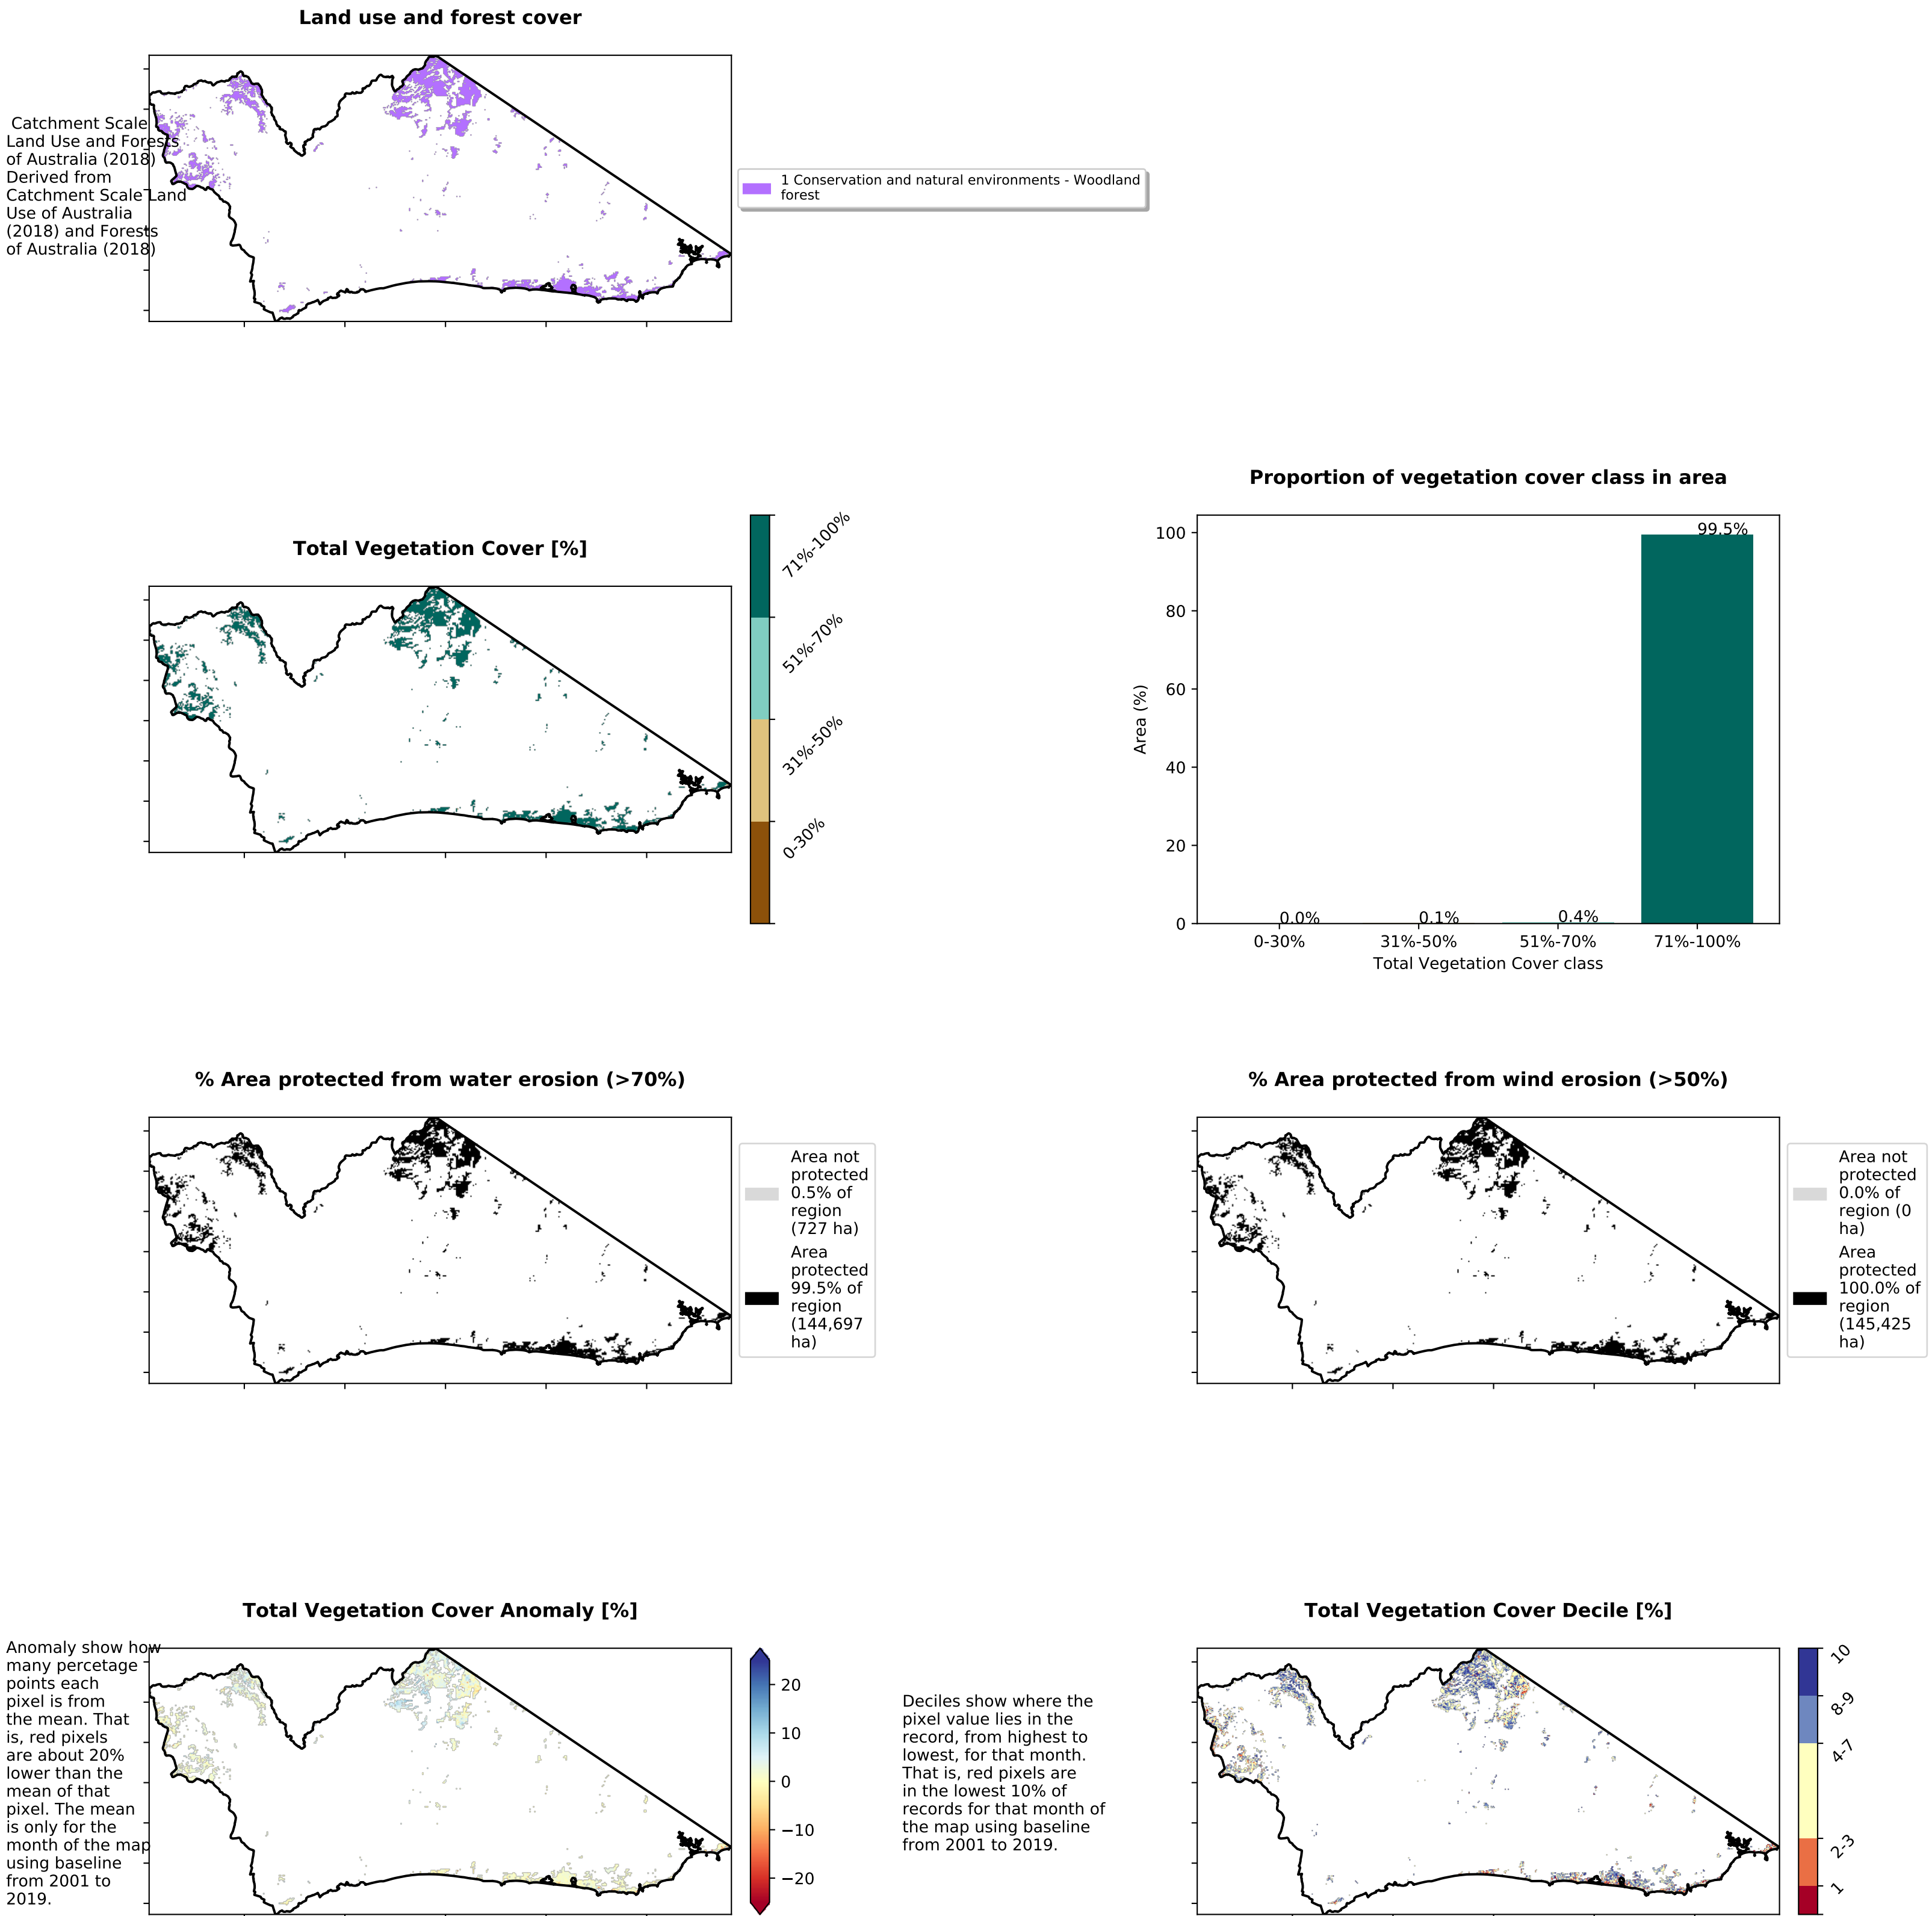 Land use and forest cover
Catchment Scale
Land Use and Forests
of Australia (2018)
Derived from
Catchment Scale Land
Use of Australia
(2018) and Forests
of Australia (2018)
1 Conservation and natural environments - Woodland
forest
Total Vegetation Cover [%]
71%-100%
51%-70%
31%-50%
0-30%
Proportion of vegetation cover class in area
Area (%)
100
80
60
40
20
0
0.0%
0.1%
0.4%
99.5%
0-30%
31%-50%
51%-70%
71%-100%
Total Vegetation Cover class
% Area protected from water erosion (>70%)
Area not
protected
0.5% of
region
(727 ha)
Area
protected
99.5% of
region
(144,697
ha)
% Area protected from wind erosion (>50%)
Area not
protected
0.0% of
region (0
ha)
Area
protected
100.0% of
region
(145,425
ha)
Total Vegetation Cover Anomaly [%]
Anomaly show how
many percetage
points each
pixel is from
the mean. That
is, red pixels
are about 20%
lower than the
mean of that
pixel. The mean
is only for the
month of the map
using baseline
from 2001 to
2019.
20
10
0
−10
−20
Total Vegetation Cover Decile [%]
Deciles show where the
pixel value lies in the
record, from highest to
lowest, for that month.
That is, red pixels are
in the lowest 10% of
records for that month of
the map using baseline
from 2001 to 2019.
10
8-9
4-7
2-3
1